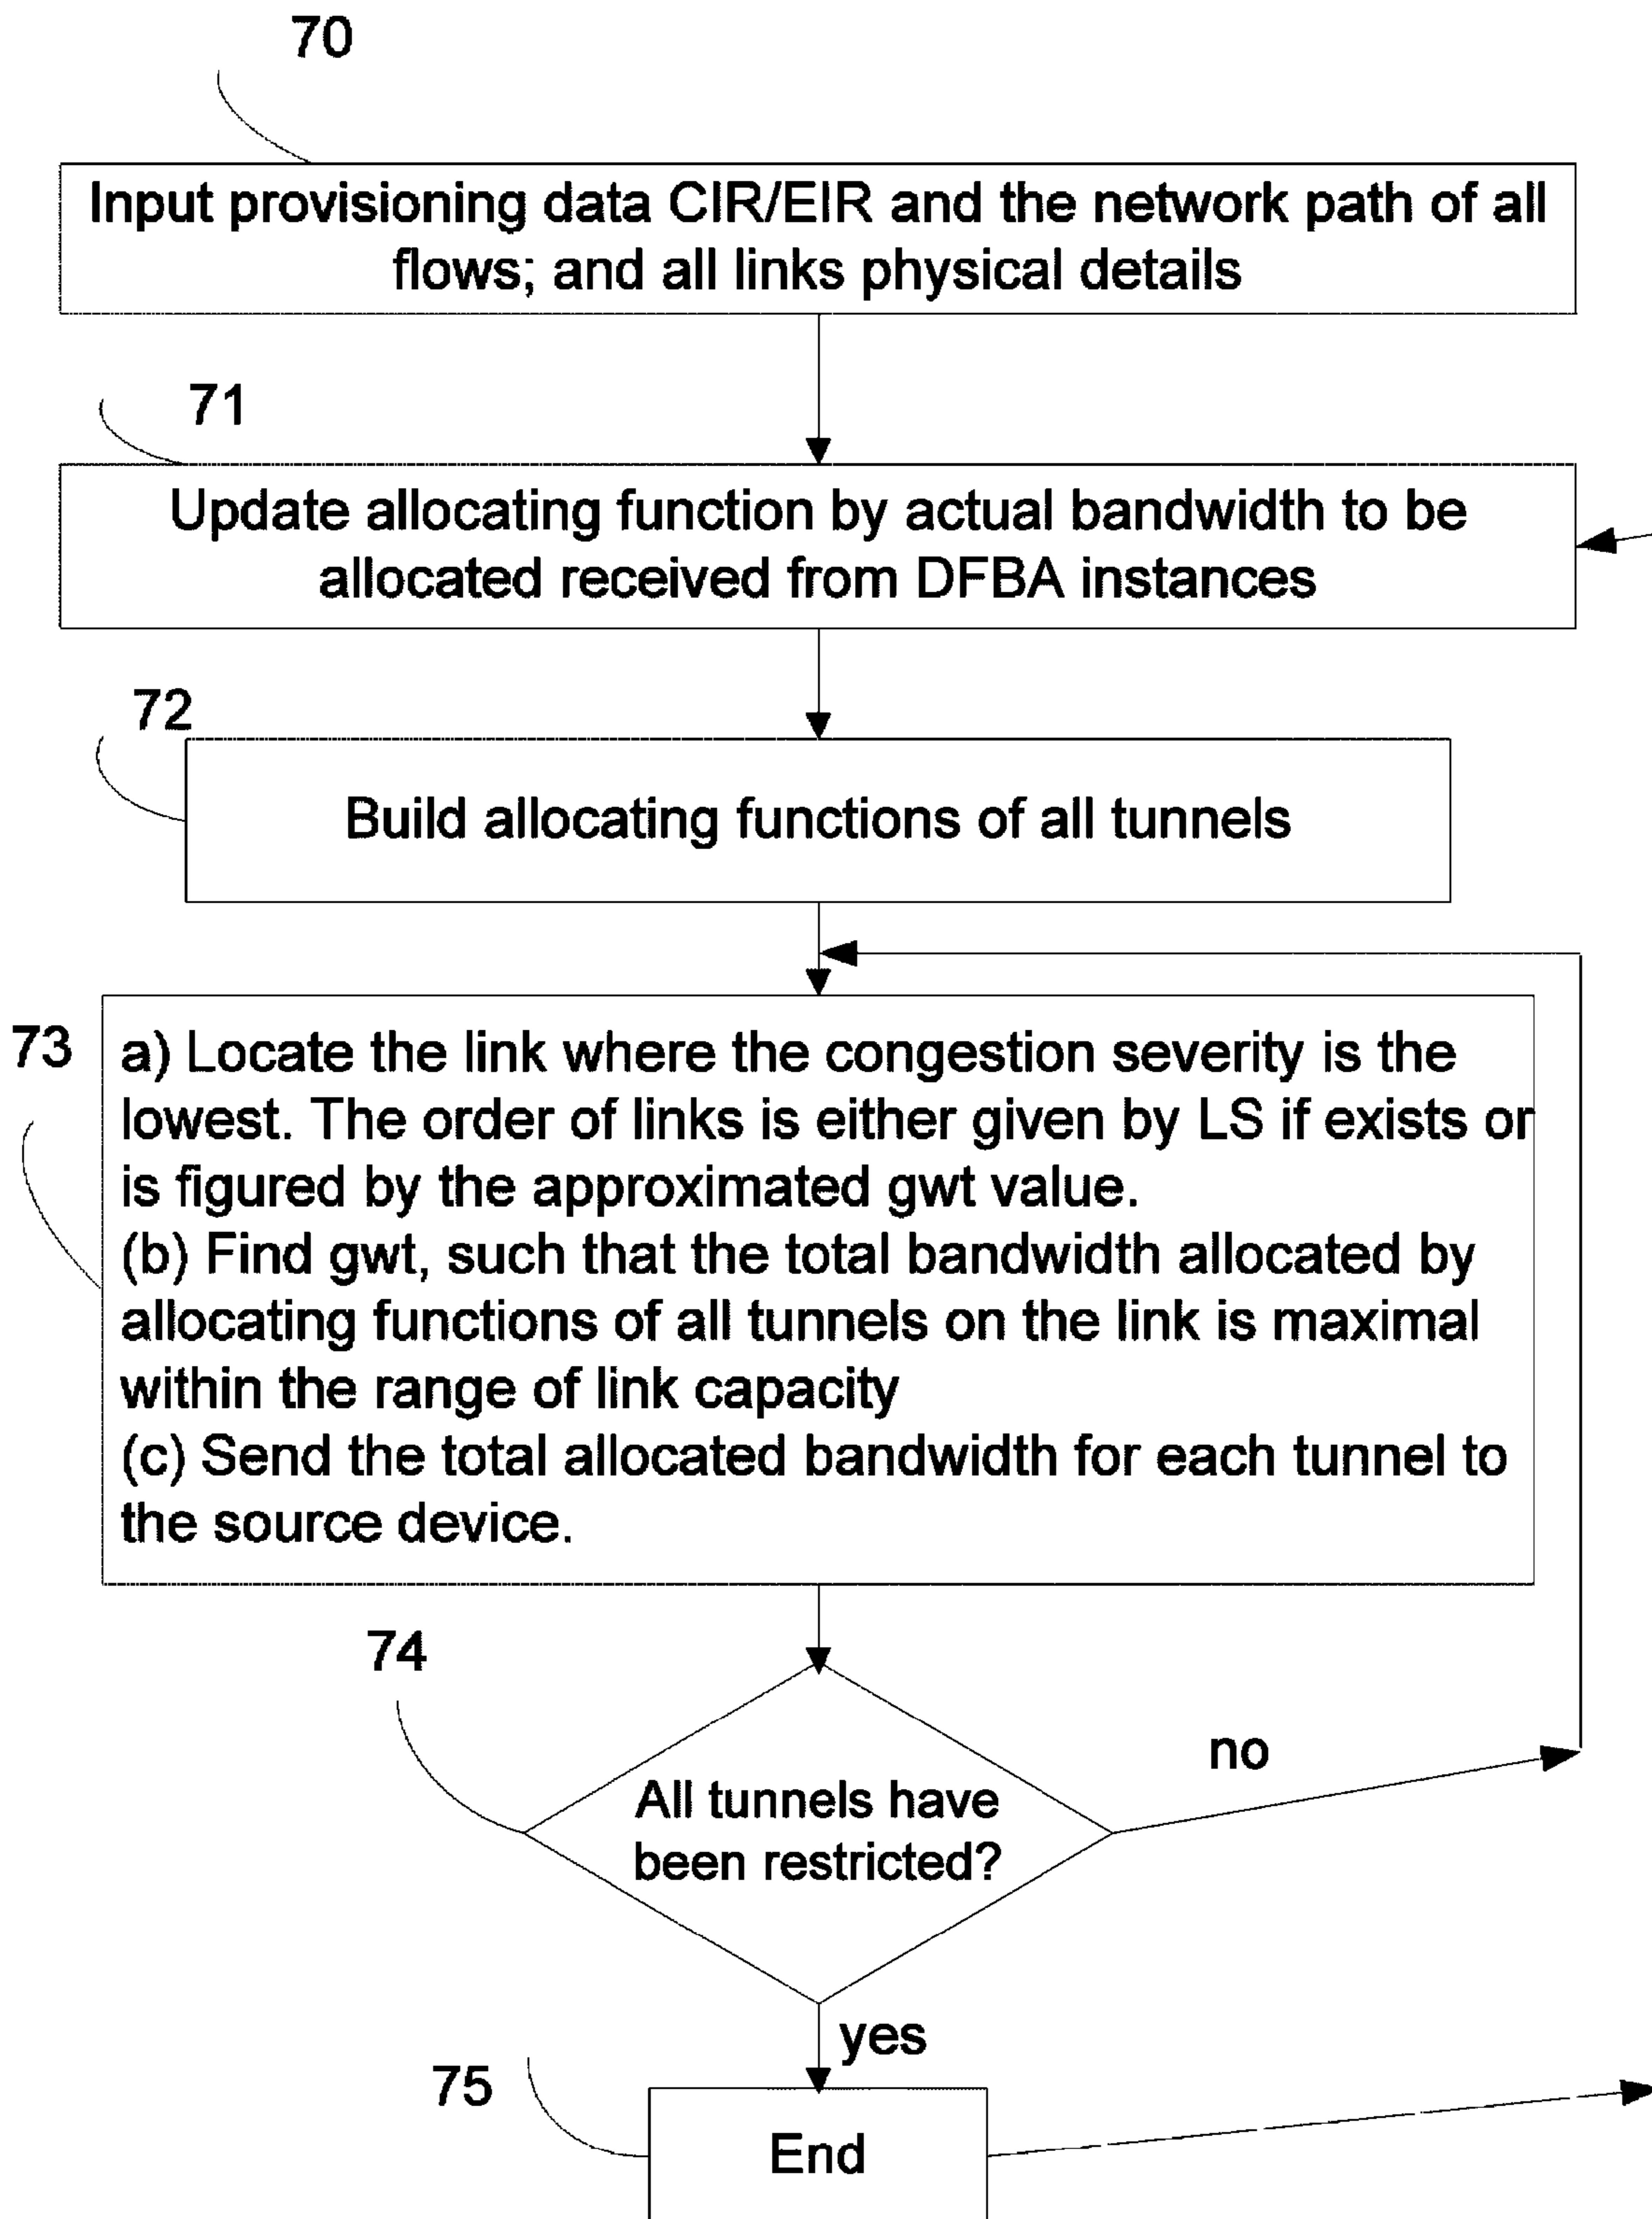 70
Input provisioning data CIR/EIR and the network path of all
flows; and all links physical details
71
Update allocating function by actual bandwidth to be
allocated received from DFBA instances
72
Build allocating functions of all tunnels
73
a) Locate the link where the congestion severity is the
lowest. The order of links is either given by LS if exists or
is figured by the approximated gwt value.
(b) Find gwt, such that the total bandwidth allocated by
allocating functions of all tunnels on the link is maximal
within the range of link capacity
(c) Send the total allocated bandwidth for each tunnel to
the source device.
74
All tunnels have
been restricted?
no
yes
75
End